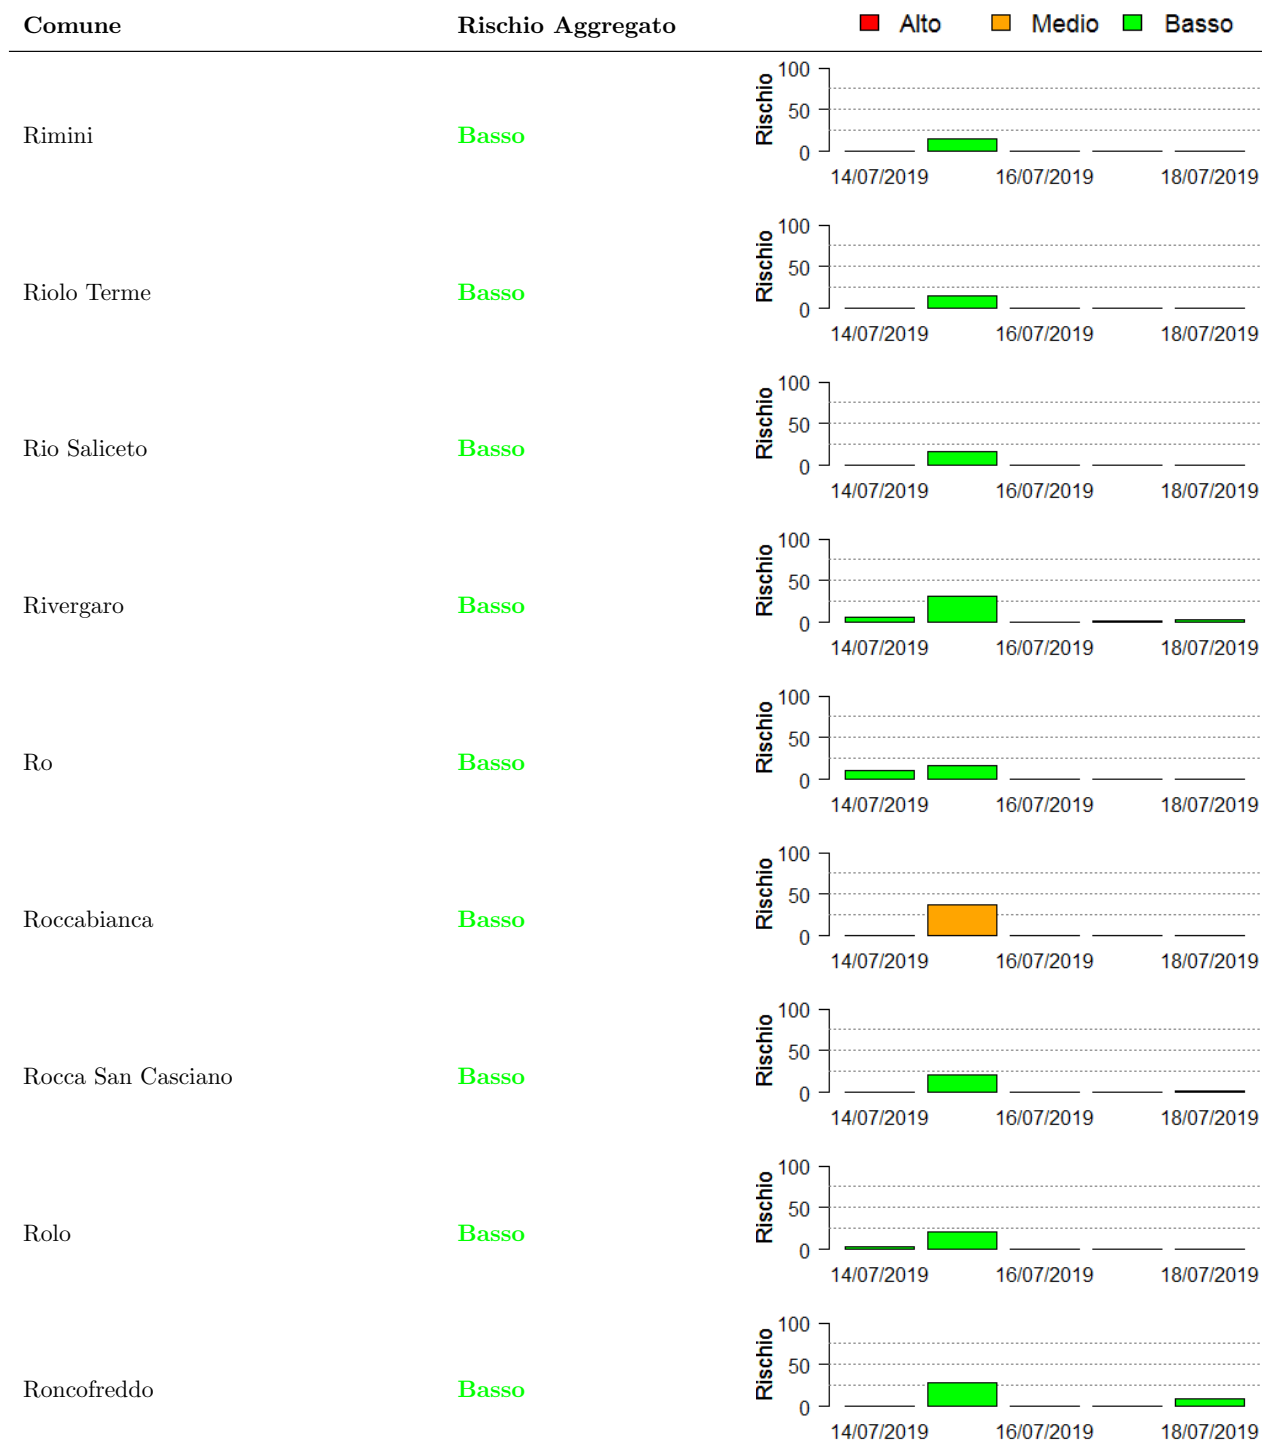 Comune Rischio Aggregato Alto Medio Basso
100
50
0
Rischio
Rimini Basso
14/07/2019 16/07/2019 18/07/2019
100
50
0
Rischio
Riolo Terme Basso
14/07/2019 16/07/2019 18/07/2019
100
50
0
Rischio
Rio Saliceto Basso
14/07/2019 16/07/2019 18/07/2019
100
50
0
Rischio
Rivergaro Basso
14/07/2019 16/07/2019 18/07/2019
100
50
0
Rischio
Ro Basso
14/07/2019 16/07/2019 18/07/2019
100
50
0
Rischio
Roccabianca Basso
14/07/2019 16/07/2019 18/07/2019
100
50
0
Rischio
Rocca San Casciano Basso
14/07/2019 16/07/2019 18/07/2019
100
50
0
Rischio
Rolo Basso
14/07/2019 16/07/2019 18/07/2019
100
50
0
Rischio
Roncofreddo Basso
14/07/2019 16/07/2019 18/07/2019